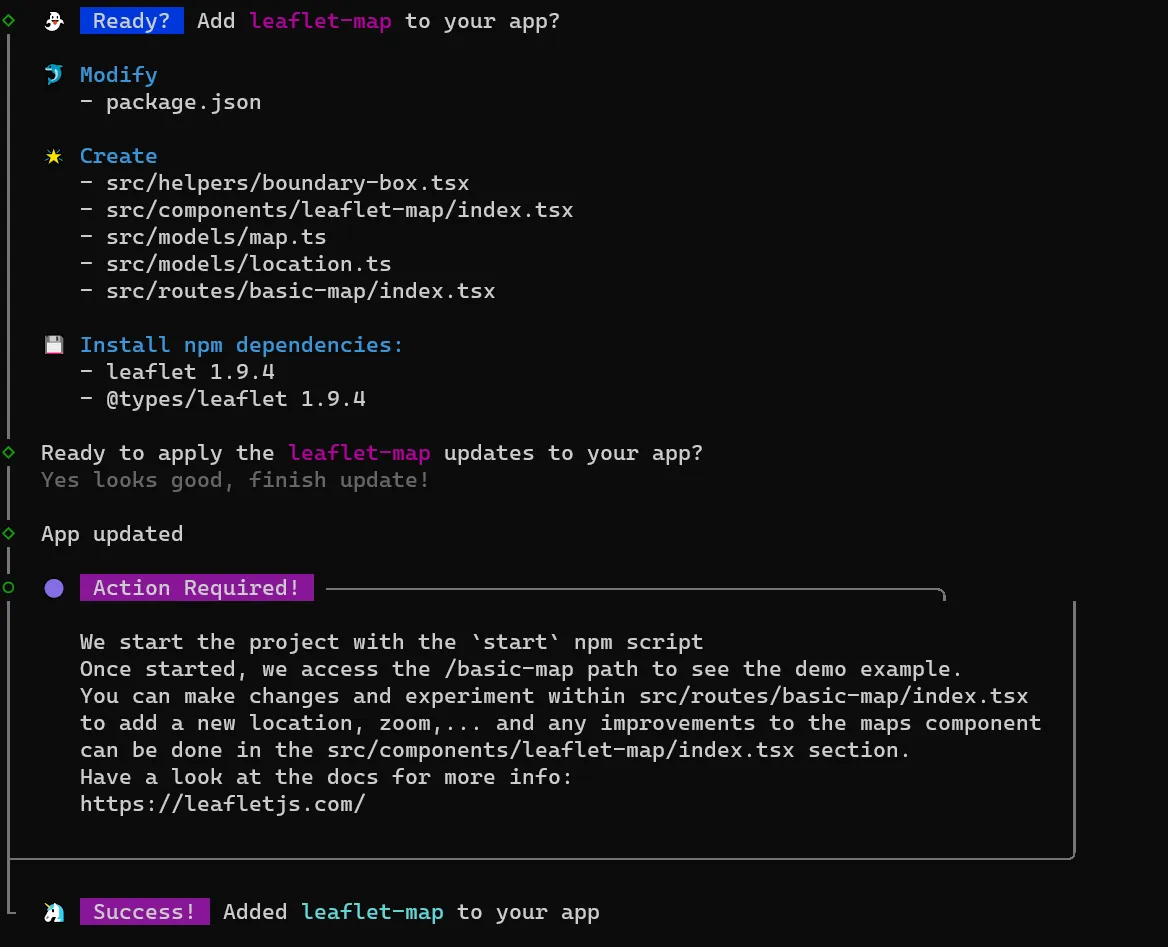 Ready? Add leaflet-map to your app?
Modify
- package.json
Create
- src/helpers/boundary-box.tsx
- src/components/leaflet-map/index.tsx
- src/models/map.ts
- src/models/location.ts
- src/routes/basic-map/index.tsx
Install npm dependencies:
- leaflet 1.9.4
- @types/leaflet 1.9.4
Ready to apply the leaflet-map updates to your app?
Yes looks good, finish update!
App updated
Action Required!
We start the project with the `start` npm script
Once started, we access the /basic-map path to see the demo example.
You can make changes and experiment within src/routes/basic-map/index.tsx
to add a new location, zoom,... and any improvements to the maps component
can be done in the src/components/leaflet-map/index.tsx section.
Have a look at the docs for more info:
https://leafletjs.com/
Success! Added leaflet-map to your app